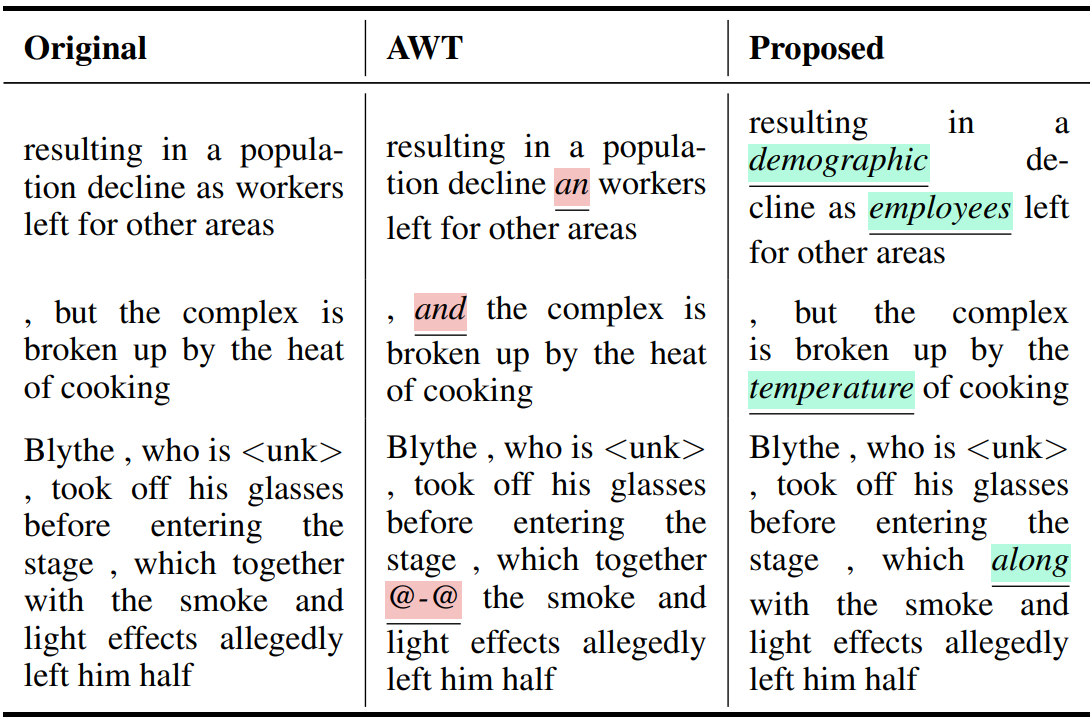 Original
AWT
Proposed
resulting in a popula-
tion decline as workers
left for other areas
resulting in a popula-
tion decline an workers
left for other areas
resulting in a
demographic de-
cline as employees left
for other areas
, but the complex is
broken up by the heat
of cooking
, and the complex is
broken up by the heat
of cooking
, but the complex
is broken up by the
temperature of cooking
Blythe , who is <unk>
, took off his glasses
before entering the
stage , which together
with the smoke and
light effects allegedly
left him half
Blythe , who is <unk>
, took off his glasses
before entering the
stage , which together
@-@ the smoke and
light effects allegedly
left him half
Blythe , who is <unk>
, took off his glasses
before entering the
stage , which along
with the smoke and
light effects allegedly
left him half